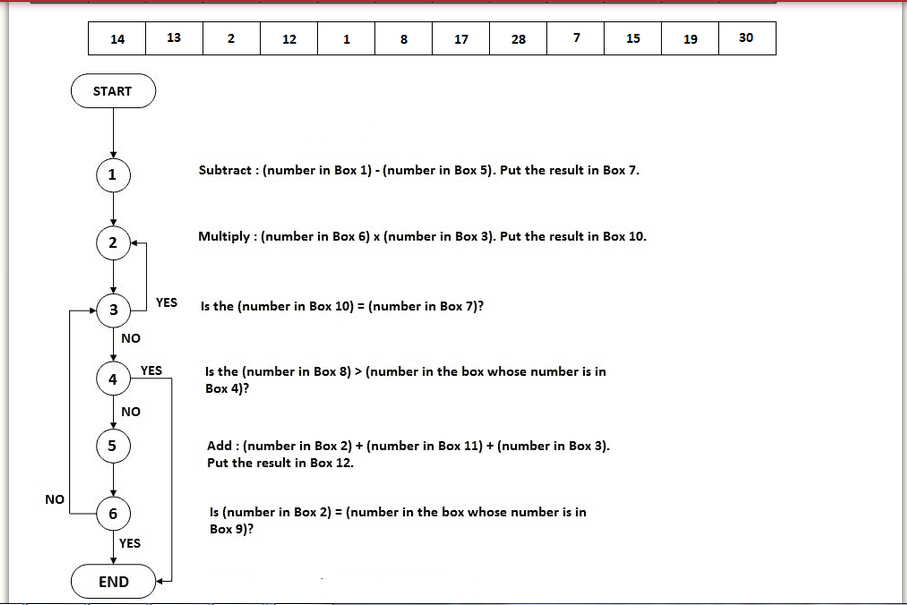 14 13 2 12 1 8 17 28 7 15 19 30
START
1 Subtract : (number in Box 1) - (number in Box 5). Put the result in Box 7.
2 Multiply : (number in Box 6) x (number in Box 3). Put the result in Box 10.
YES
3 Is the (number in Box 10) = (number in Box 7)?
NO
4 YES Is the (number in Box 8) > (number in the box whose number is in
Box 4)?
NO
5 Add : (number in Box 2) + (number in Box 11) + (number in Box 3).
Put the result in Box 12.
NO
6 Is (number in Box 2) = (number in the box whose number is in
Box 9)?
YES
END